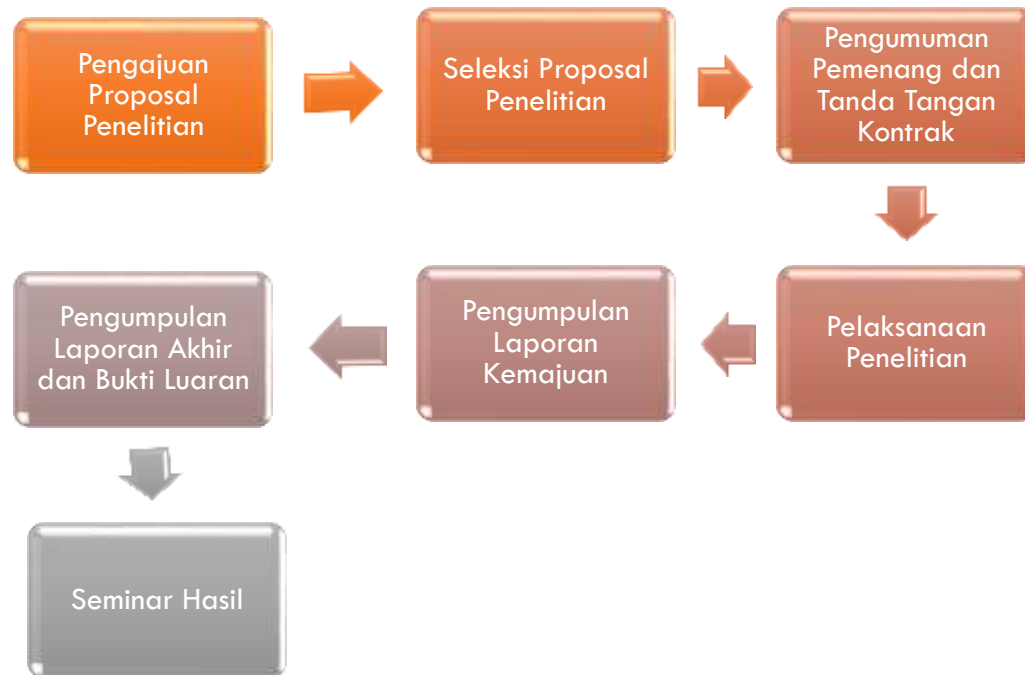 Pengajuan
Proposal
Penelitian
Seleksi Proposal
Penelitian
Pengumuman
Pemenang dan
Tanda Tangan
Kontrak
Pelaksanaan
Penelitian
Pengumpulan
Laporan
Kemajuan
Pengumpulan
Laporan Akhir
dan Bukti Luaran
Seminar Hasil